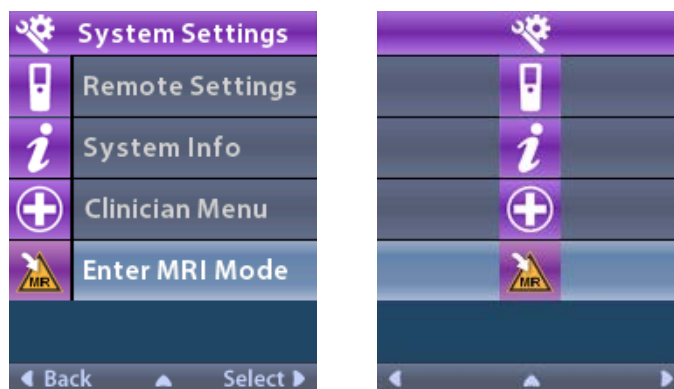 System Settings
Remote Settings
i System Info
Clinician Menu
MR Enter MRI Mode
Back Select
i
MR